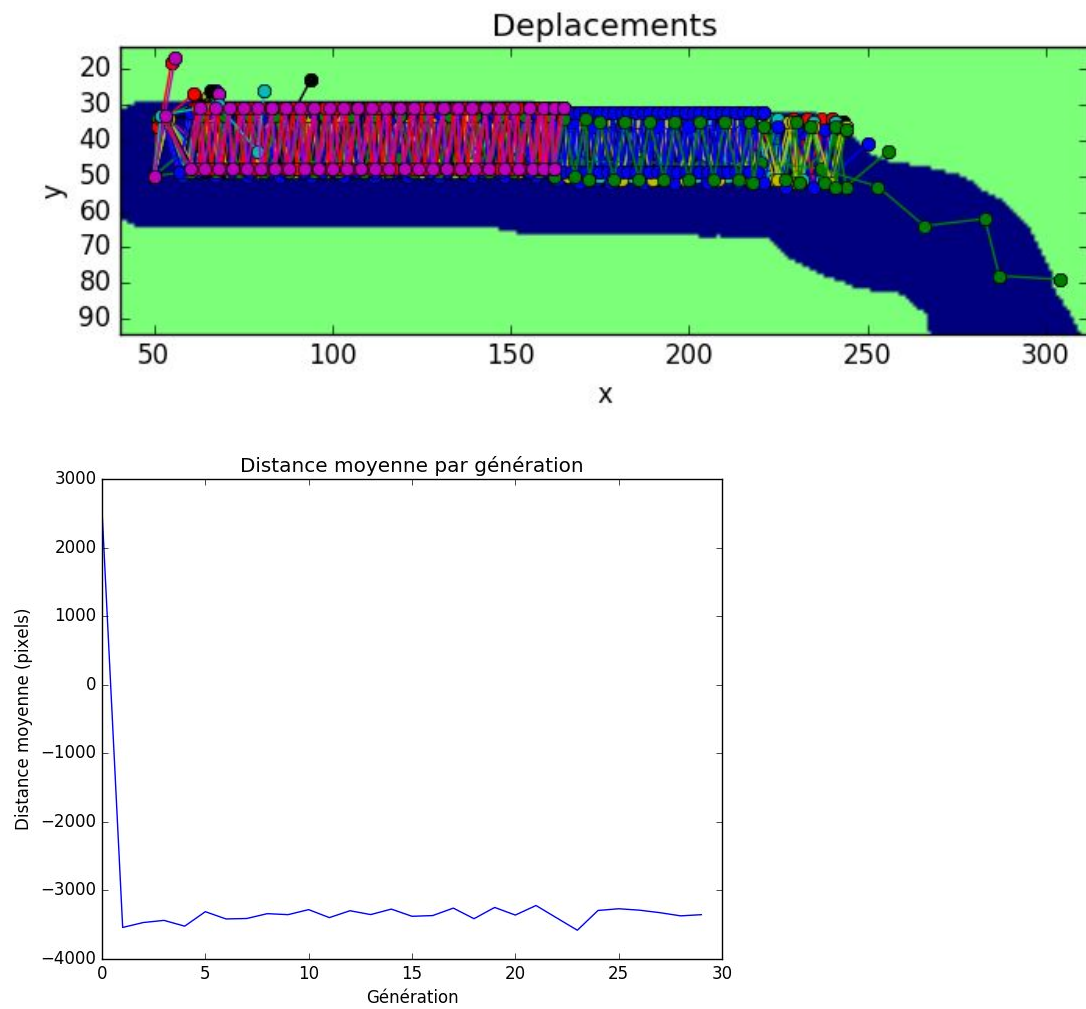 Deplacements
20
30
40
50
60
70
80
90
y
50 100 150 200 250 300
x
Distance moyenne par génération
3000
2000
1000
0
−1000
−2000
−3000
−4000
Distance moyenne (pixels)
0 5 10 15 20 25 30
Génération